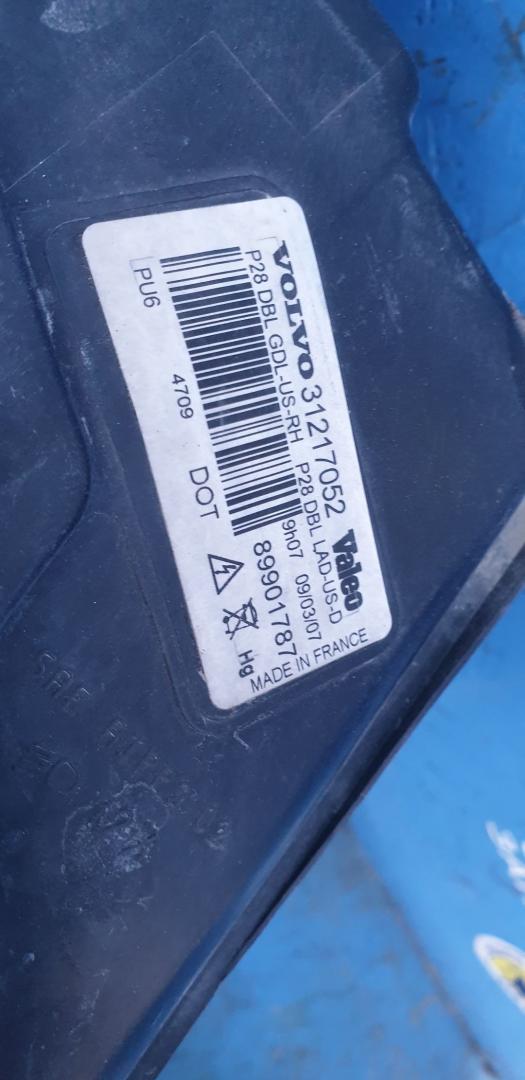 VOLVO 31217052 Valeo
P28 DBL GDL-US-RH P28 DBL LAD-US-D
9h07 09/03/07
89901787
MADE IN FRANCE
PU6
4709
DOT
Hg
SAE